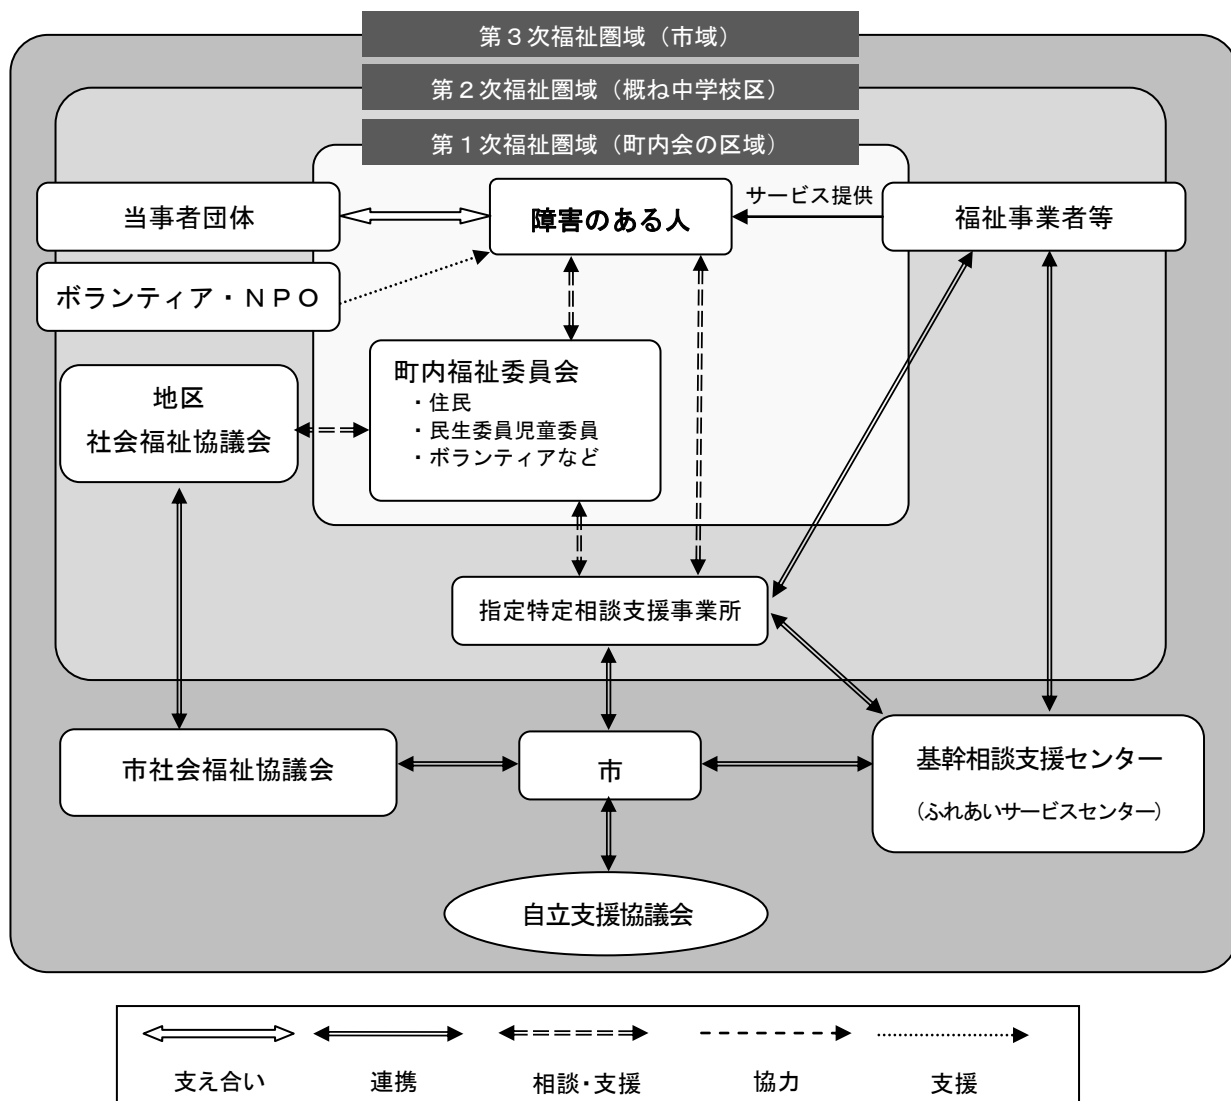 第３次福祉圏域（市域）
第２次福祉圏域（概ね中学校区）
第１次福祉圏域（町内会の区域）
当事者団体
障害のある人
サービス提供
福祉事業者等
ボランティア・ＮＰＯ
町内福祉委員会
・住民
・民生委員児童委員
・ボランティアなど
地区
社会福祉協議会
指定特定相談支援事業所
市社会福祉協議会
市
基幹相談支援センター
（ふれあいサービスセンター）
自立支援協議会
支え合い
連携
相談・支援
協力
支援